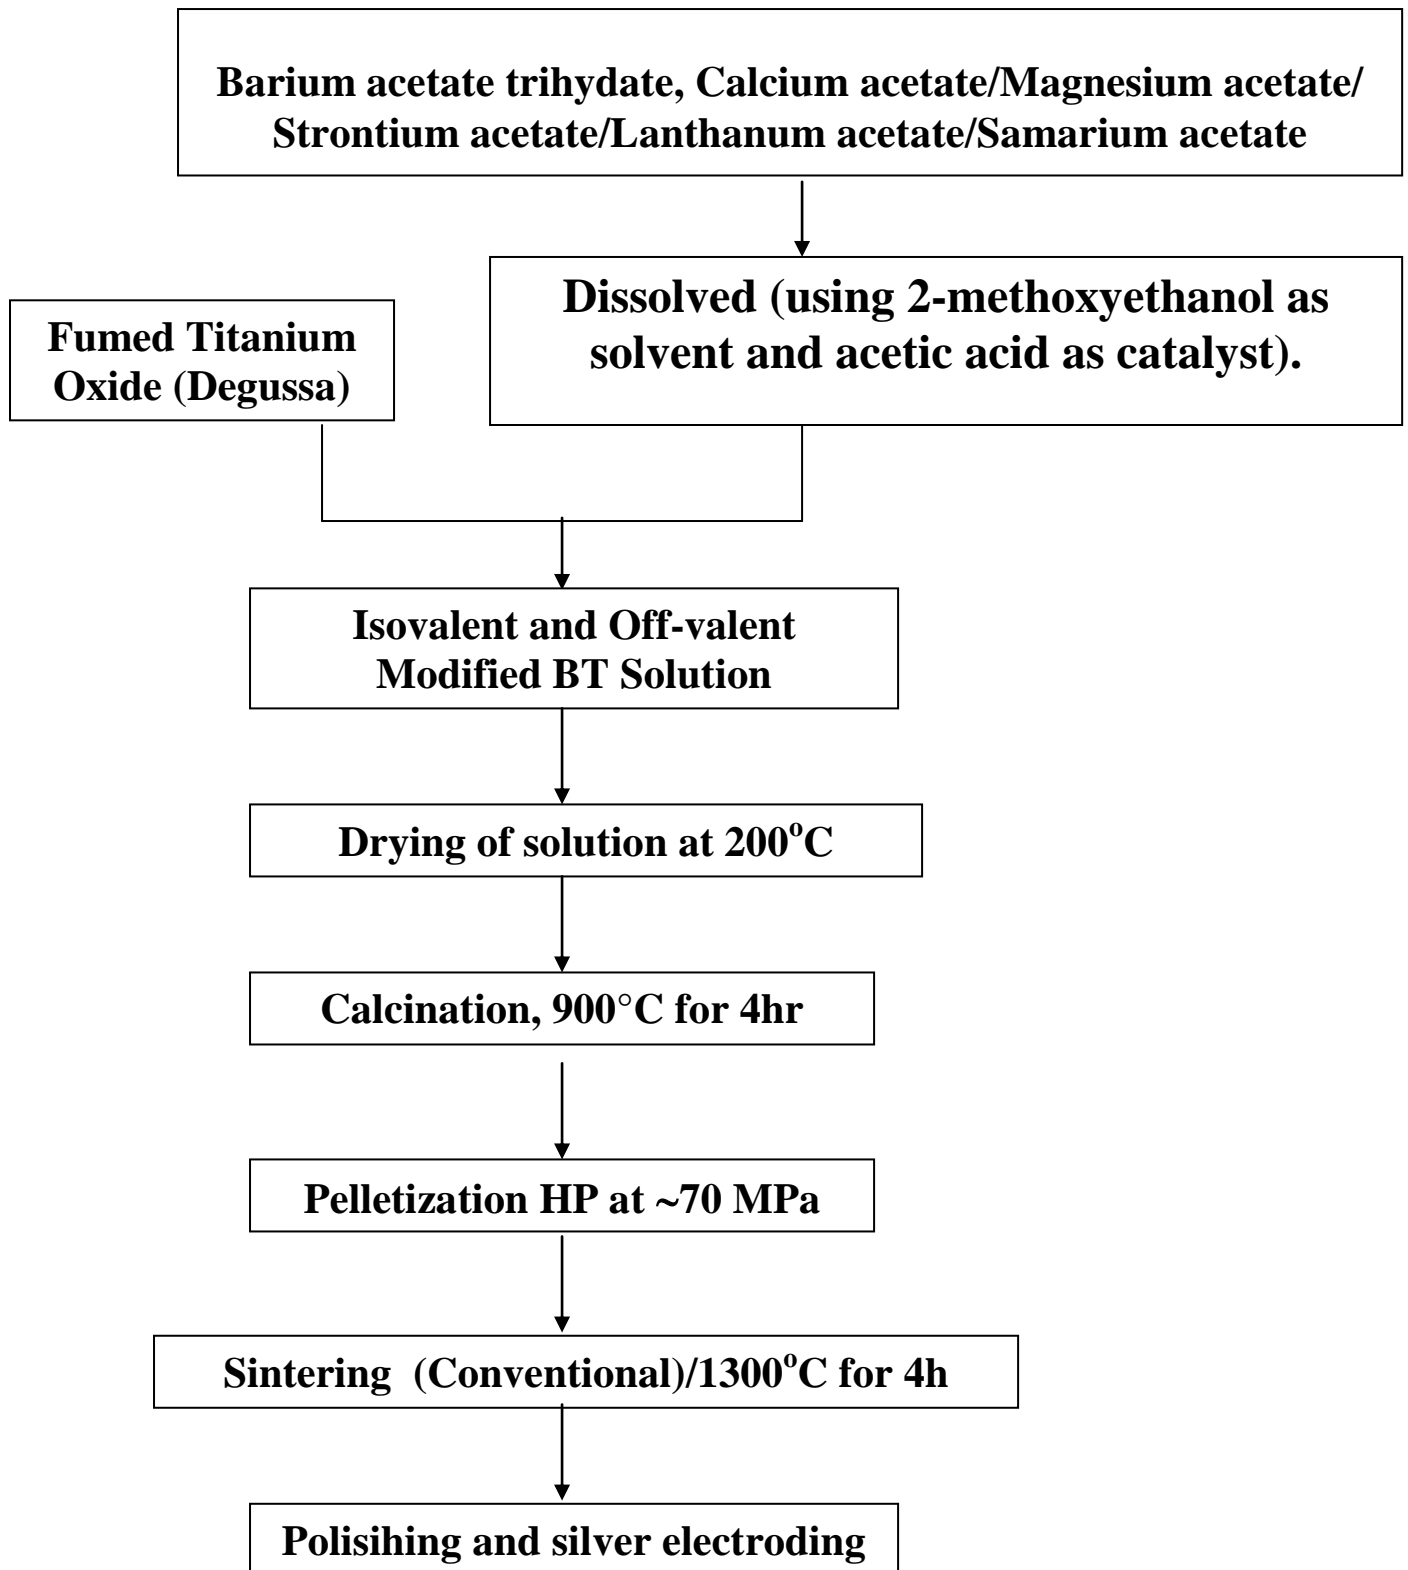 Barium acetate trihydate, Calcium acetate/Magnesium acetate/
Strontium acetate/Lanthanum acetate/Samarium acetate
Dissolved (using 2-methoxyethanol as
solvent and acetic acid as catalyst).
Fumed Titanium
Oxide (Degussa)
Isovalent and Off-valent
Modified BT Solution
Drying of solution at 200°C
Calcination, 900°C for 4hr
Pelletization HP at ~70 MPa
Sintering (Conventional)/1300°C for 4h
Polisihing and silver electroding